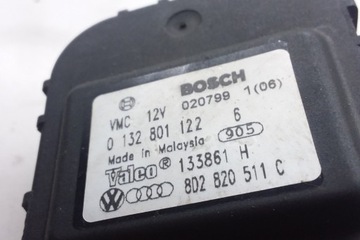 BOSCH
VMC 12V 020799 1(06)
0 132 801 122 6
Made in Malaysia 905
Valeo® 133861 H
8D2 820 511 C